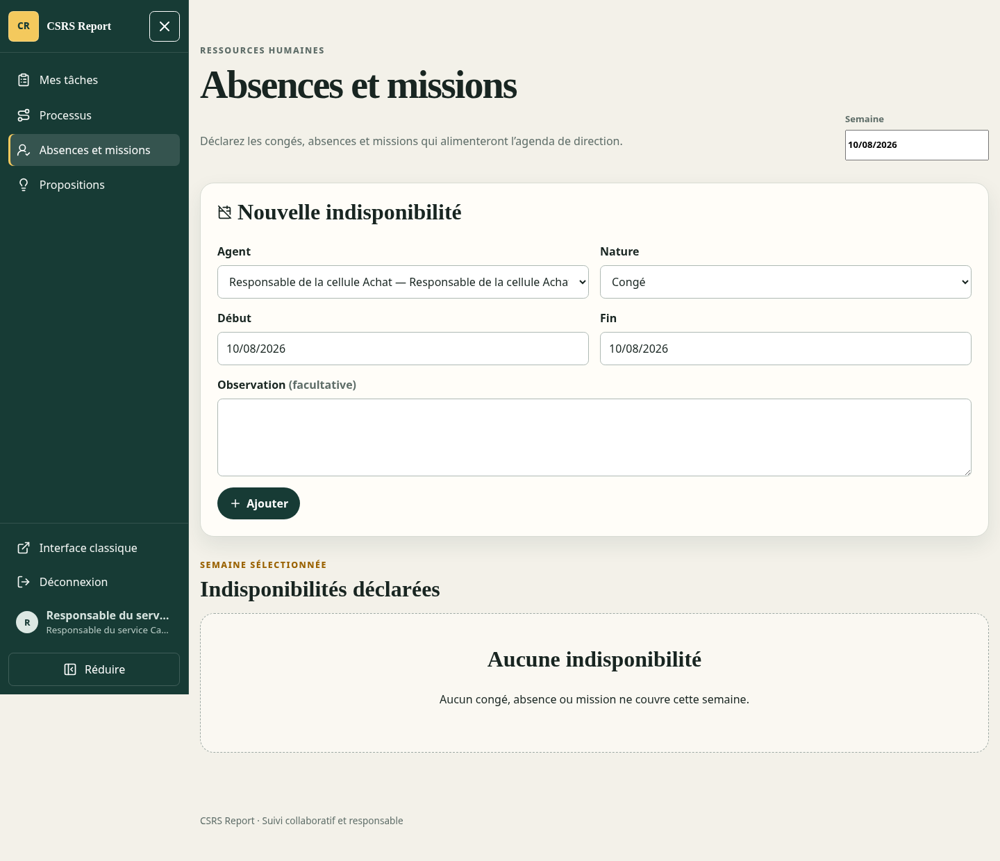 CR
CSRS Report
Mes tâches
Processus
Absences et missions
Propositions
Interface classique
Déconnexion
R
Responsable du serv...
Responsable du service Ca...
Réduire
RESSOURCES HUMAINES
Absences et missions
Déclarez les congés, absences et missions qui alimenteront l’agenda de direction.
Semaine
10/08/2026
Nouvelle indisponibilité
Agent
Responsable de la cellule Achat — Responsable de la cellule Acha
Nature
Congé
Début
10/08/2026
Fin
10/08/2026
Observation (facultative)
Ajouter
SEMAINE SÉLECTIONNÉE
Indisponibilités déclarées
Aucune indisponibilité
Aucun congé, absence ou mission ne couvre cette semaine.
CSRS Report · Suivi collaboratif et responsable